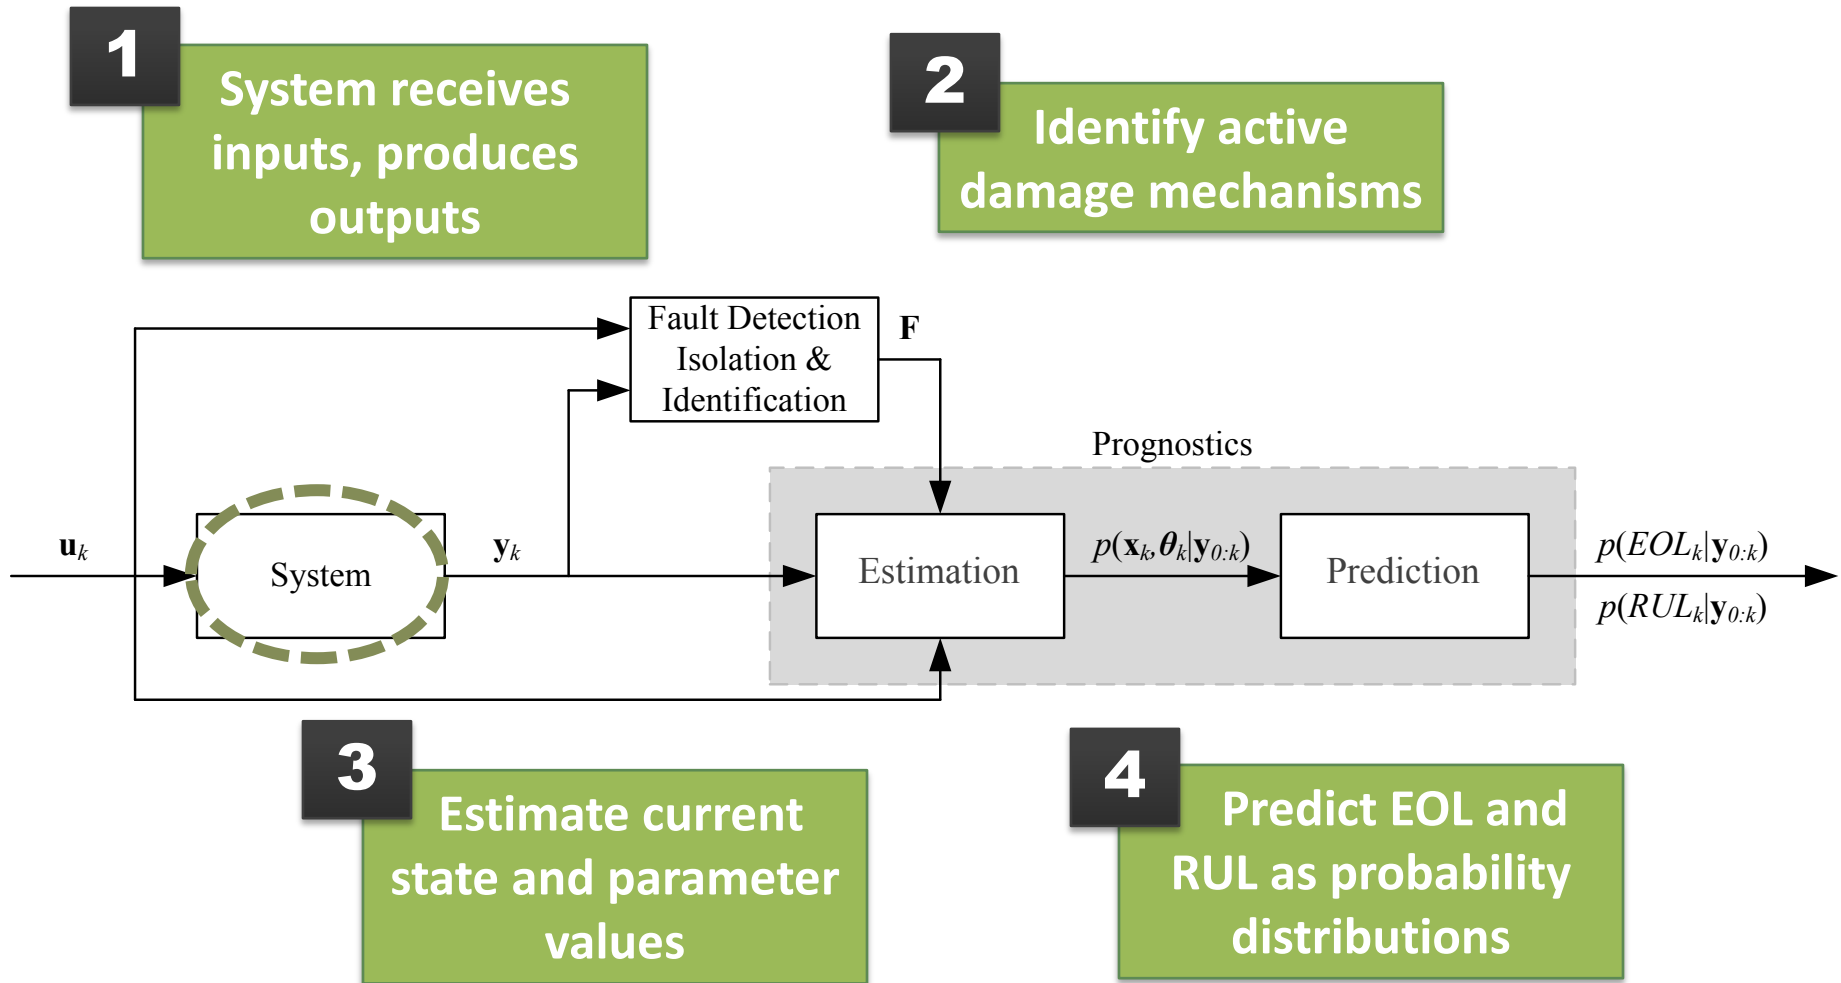 1
System receives
inputs, produces
outputs
2
Identify active
damage mechanisms
Fault Detection
Isolation &
Identification
F
Prognostics
uₖ
System
yₖ
Estimation
p(xₖ,θₖ|y₀:ₖ)
Prediction
p(EOLₖ|y₀:ₖ)
p(RULₖ|y₀:ₖ)
3
Estimate current
state and parameter
values
4
Predict EOL and
RUL as probability
distributions